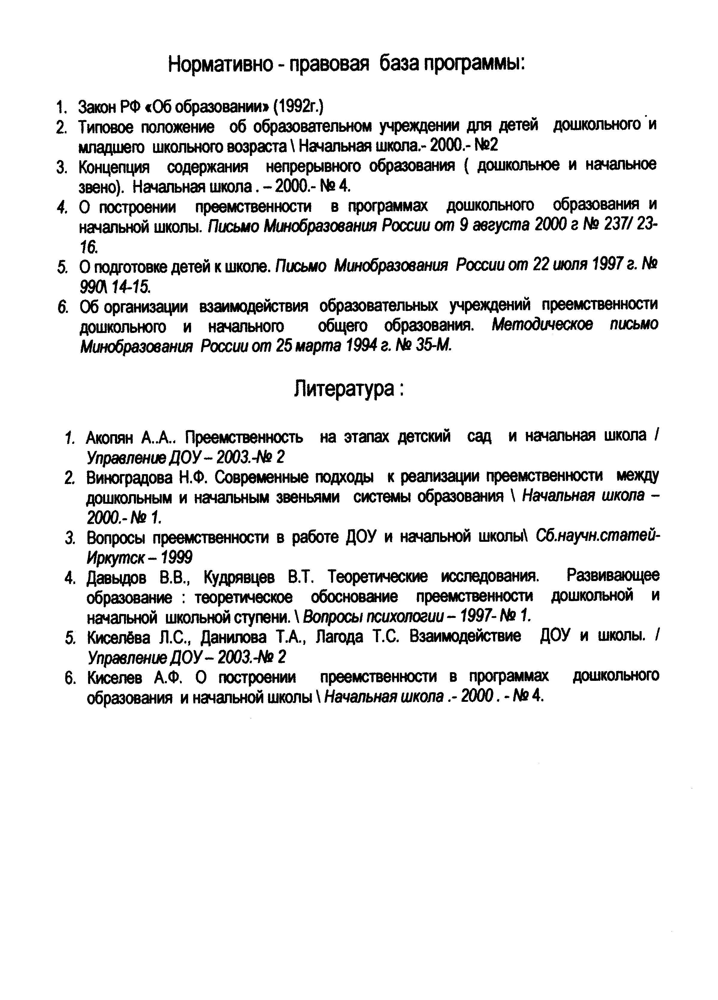 Нормативно - правовая база программы:
1. Закон РФ «Об образовании» (1992г.)
2. Типовое положение об образовательном учреждении для детей дошкольного и
младшего школьного возраста \ Начальная школа.- 2000.- №2
3. Концепция содержания непрерывного образования ( дошкольное и начальное
звено). Начальная школа . – 2000.- № 4.
4. О построении преемственности в программах дошкольного образования и
начальной школы. Письмо Минобразования России от 9 августа 2000 г № 237/ 23-
16.
5. О подготовке детей к школе. Письмо Минобразования России от 22 июля 1997 г. №
990\ 14-15.
6. Об организации взаимодействия образовательных учреждений преемственности
дошкольного и начального общего образования. Методическое письмо
Минобразования России от 25 марта 1994 г. № 35-М.
Литература :
1. Акопян А..А.. Преемственность на этапах детский сад и начальная школа /
Управление ДОУ – 2003.-№ 2
2. Виноградова Н.Ф. Современные подходы к реализации преемственности между
дошкольным и начальным звеньями системы образования \ Начальная школа –
2000.- № 1.
3. Вопросы преемственности в работе ДОУ и начальной школы\ Сб.научн.статей-
Иркутск – 1999
4. Давыдов В.В., Кудрявцев В.Т. Теоретические исследования. Развивающее
образование : теоретическое обоснование преемственности дошкольной и
начальной школьной ступени. \ Вопросы психологии – 1997- № 1.
5. Киселёва Л.С., Данилова Т.А., Лагода Т.С. Взаимодействие ДОУ и школы. /
Управление ДОУ – 2003.-№ 2
6. Киселев А.Ф. О построении преемственности в программах дошкольного
образования и начальной школы \ Начальная школа .- 2000 . - № 4.